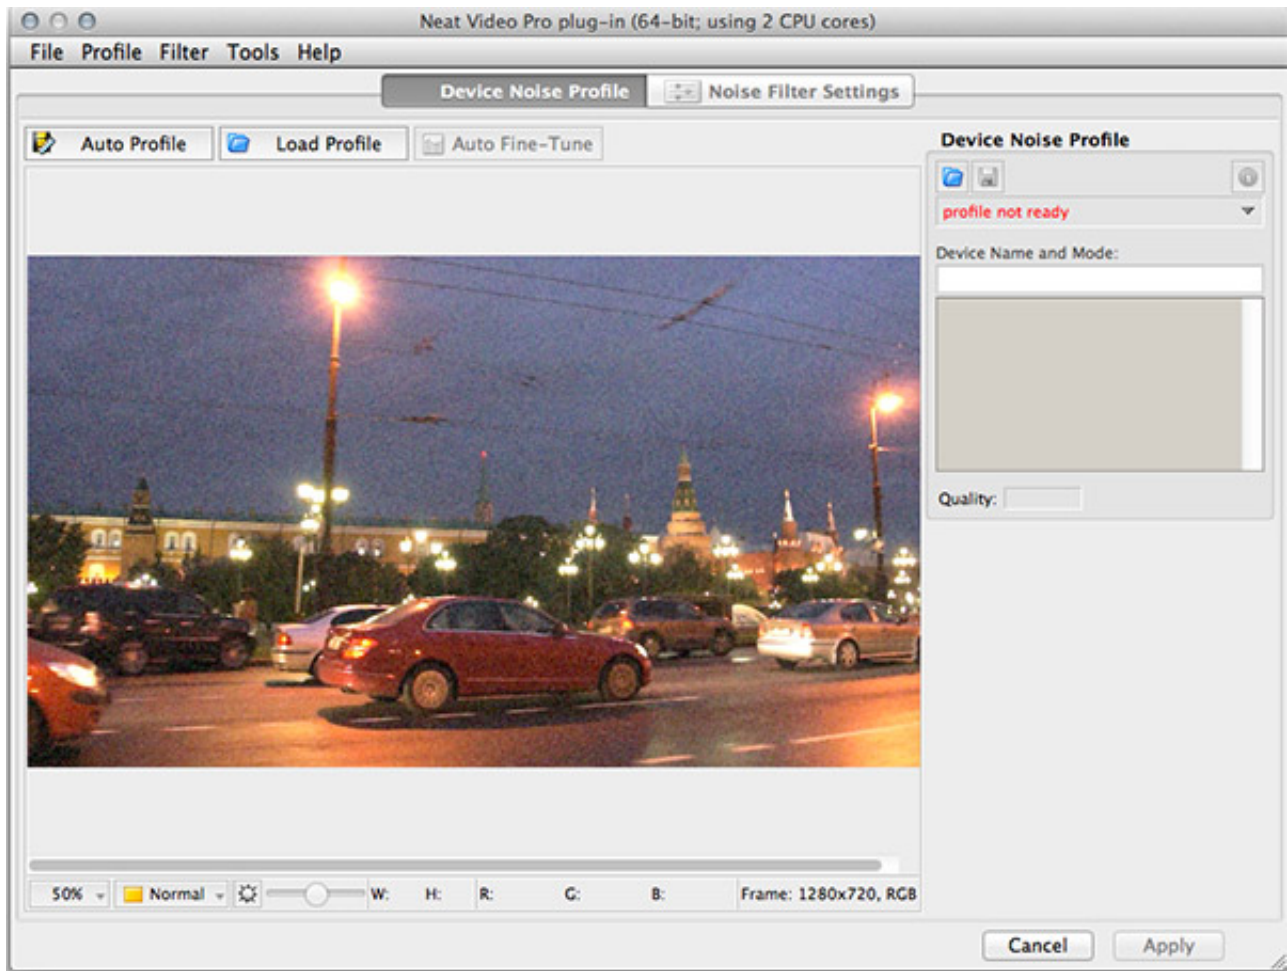 Neat Video Pro plug-in (64-bit; using 2 CPU cores)
File Profile Filter Tools Help
Device Noise Profile Noise Filter Settings
Auto Profile Load Profile Auto Fine-Tune
Device Noise Profile
profile not ready
Device Name and Mode:
Quality:
50% Normal W: H: R: G: B: Frame: 1280x720, RGB
Cancel Apply